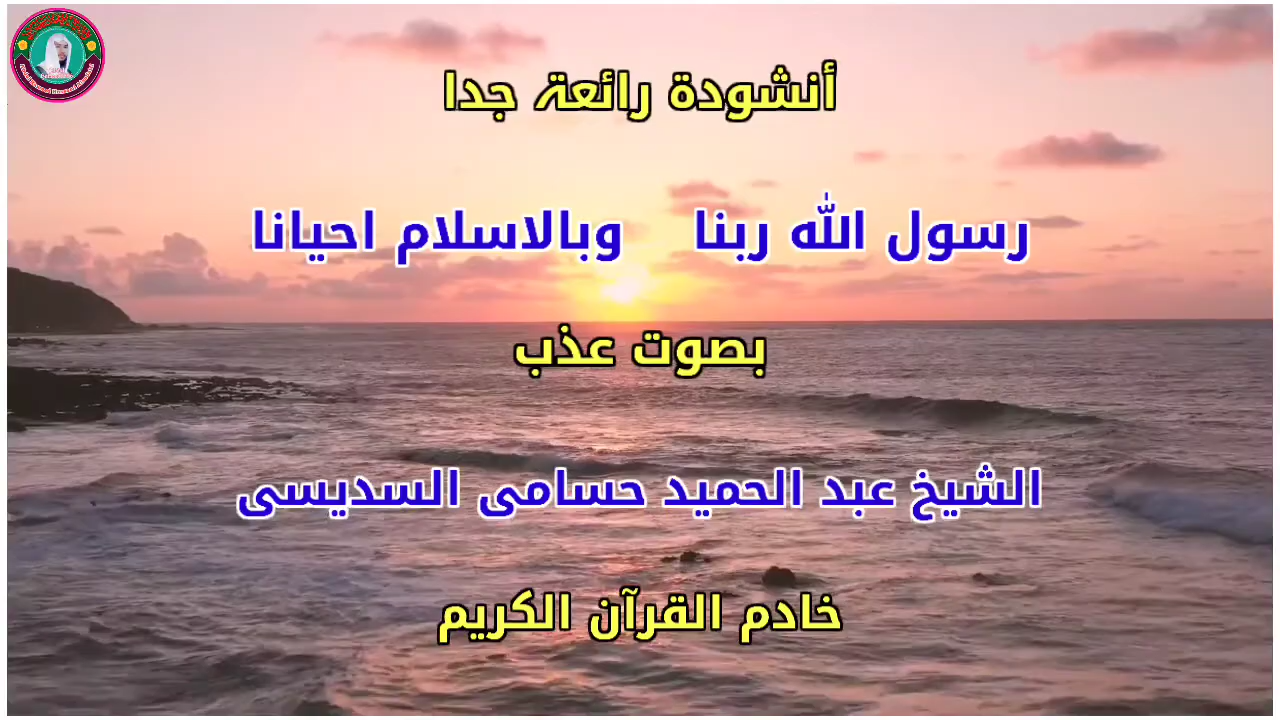 أنشودة رائعة جدا
رسول الله ربنا وبالاسلام احيانا
بصوت عذب
الشيخ عبد الحميد حسامى السديسى
خادم القرآن الكريم